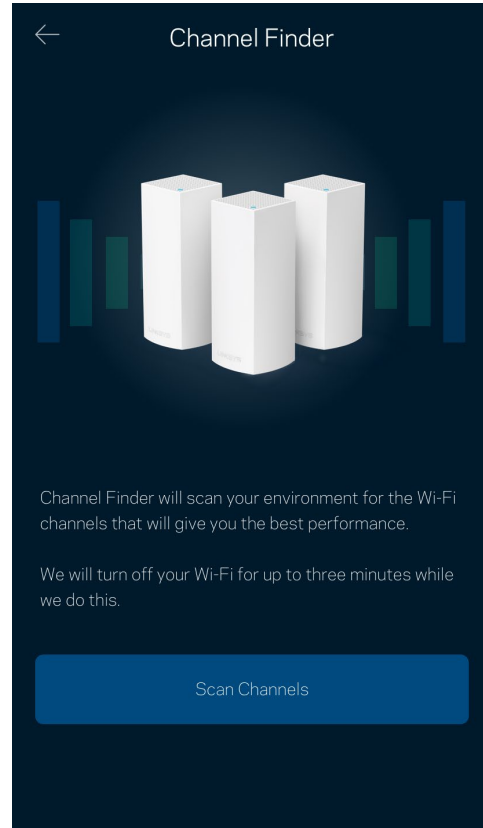 Channel Finder
Channel Finder will scan your environment for the Wi-Fi
channels that will give you the best performance.
We will turn off your Wi-Fi for up to three minutes while
we do this.
Scan Channels